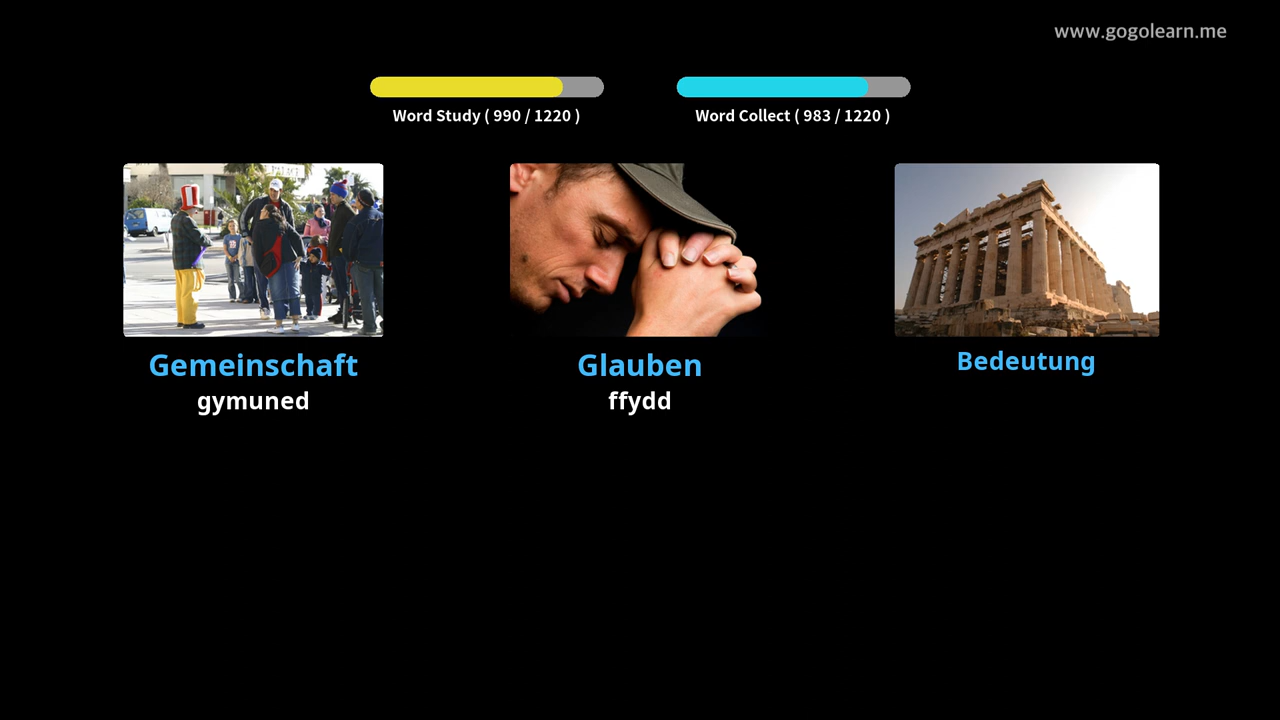 www.gogolearn.me
Word Study ( 990 / 1220 )
Word Collect ( 983 / 1220 )
Gemeinschaft
gymuned
Glauben
ffydd
Bedeutung